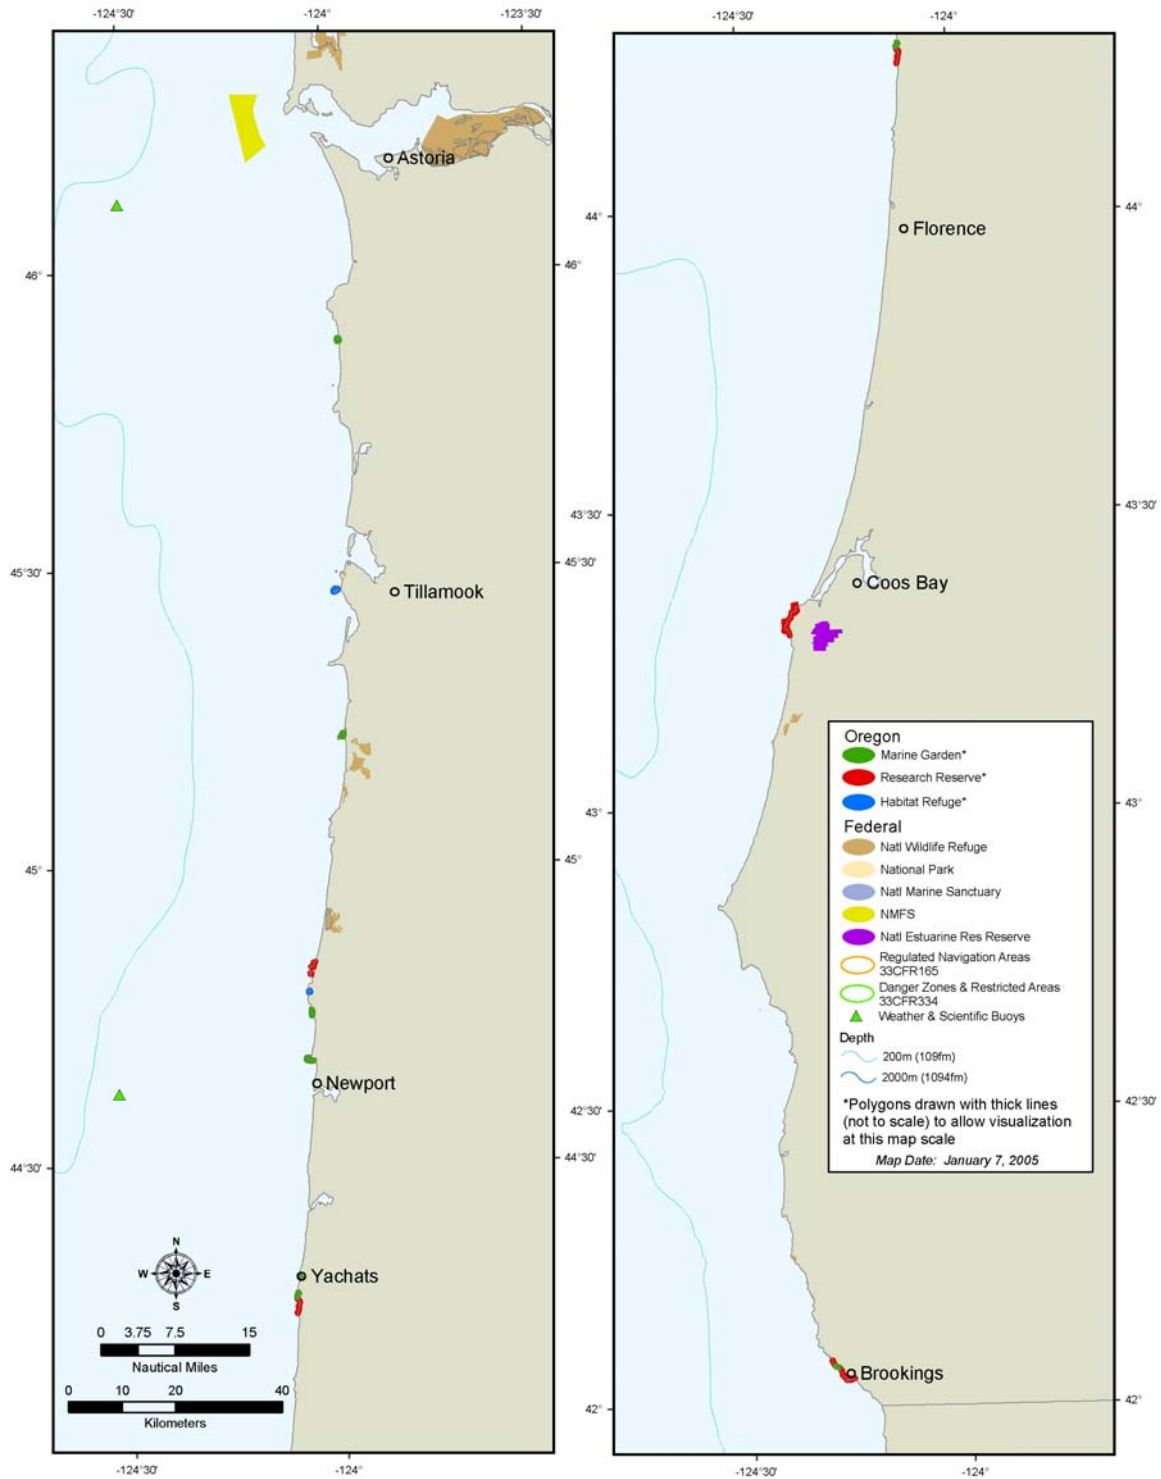 -124°30'
-124°
-123°30'
Astoria
46°
46°
45°30'
45°30'
Tillamook
45°
45°
Newport
44°30'
44°30'
N
W
E
S
Yachats
0 3.75 7.5 15
Nautical Miles
0 10 20 40
Kilometers
-124°30'
-124°
-124°30'
-124°
44°
44°
Florence
43°30'
43°30'
Coos Bay
43°
43°
Oregon
Marine Garden*
Research Reserve*
Habitat Refuge*
Federal
Natl Wildlife Refuge
National Park
Natl Marine Sanctuary
NMFS
Natl Estuarine Res Reserve
Regulated Navigation Areas
33CFR165
Danger Zones & Restricted Areas
33CFR334
Weather & Scientific Buoys
Depth
200m (109fm)
2000m (1094fm)
*Polygons drawn with thick lines
(not to scale) to allow visualization
at this map scale
Map Date: January 7, 2005
42°30'
42°30'
Brookings
42°
42°
-124°30'
-124°